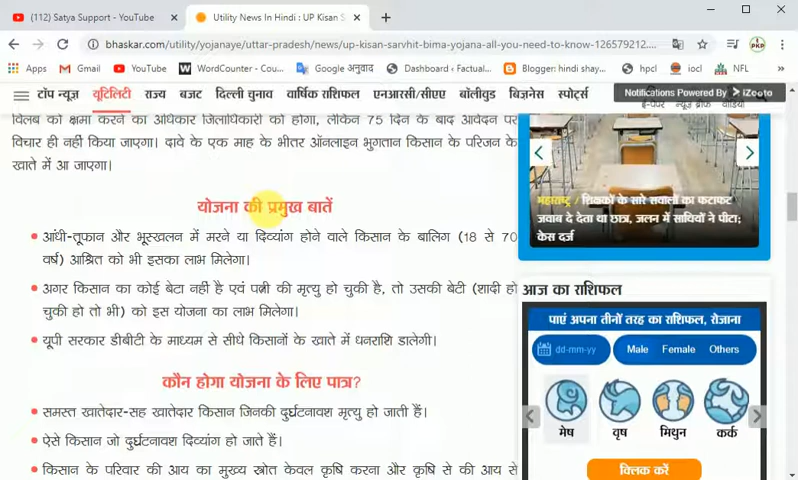 (112) Satya Support - YouTube
Utility News In Hindi : UP Kisan S
bhaskar.com/utility/yojanaye/uttar-pradesh/news/up-kisan-sarvhit-bima-yojana-all-you-need-to-know-126579212....
Apps
YouTube
WordCounter - Cou...
Google अनुवाद
Dashboard ‹ Factual...
Blogger: hindi shay...
hpcl
iocl
NFL
टॉप न्यूज़
यूटिलिटी
राज्य
बजट
दिल्ली चुनाव
वार्षिक राशिफल
एनआरसी/सीएए
बॉलीवुड
बिज़नेस
स्पोर्ट्स
Notifications Powered By iZooto
ई-पेपर न्यूज़ ब्रीफ वीडियो
विलंब को क्षमा करने का अधिकार जिलाधिकारी को होगा, लेकिन 75 दिन के बाद आवेदन पर
विचार ही नहीं किया जाएगा। दावे के एक माह के भीतर ऑनलाइन भुगतान किसान के परिजन के
खाते में आ जाएगा।
योजना की प्रमुख बातें
आंधी-तूफान और भूस्खलन में मरने या दिव्यांग होने वाले किसान के बालिग (18 से 70
वर्ष) आश्रित को भी इसका लाभ मिलेगा।
अगर किसान का कोई बेटा नहीं है एवं पत्नी की मृत्यु हो चुकी है, तो उसकी बेटी (शादी हो
चुकी हो तो भी) को इस योजना का लाभ मिलेगा।
यूपी सरकार डीबीटी के माध्यम से सीधे किसानों के खाते में धनराशि डालेगी।
कौन होगा योजना के लिए पात्र?
समस्त खातेदार-सह खातेदार किसान जिनकी दुर्घटनावश मृत्यु हो जाती हैं।
ऐसे किसान जो दुर्घटनावश दिव्यांग हो जाते हैं।
किसान के परिवार की आय का मुख्य स्रोत केवल कृषि करना और कृषि से की आय से
महाराष्ट्र / शिक्षकों के सारे सवालों का फटाफट
जवाब दे देता था छात्र, जलन में साथियों ने पीटा;
केस दर्ज
आज का राशिफल
पाएं अपना तीनों तरह का राशिफल, रोजाना
dd-mm-yy
Male Female Others
मेष
वृष
मिथुन
कर्क
क्लिक करें